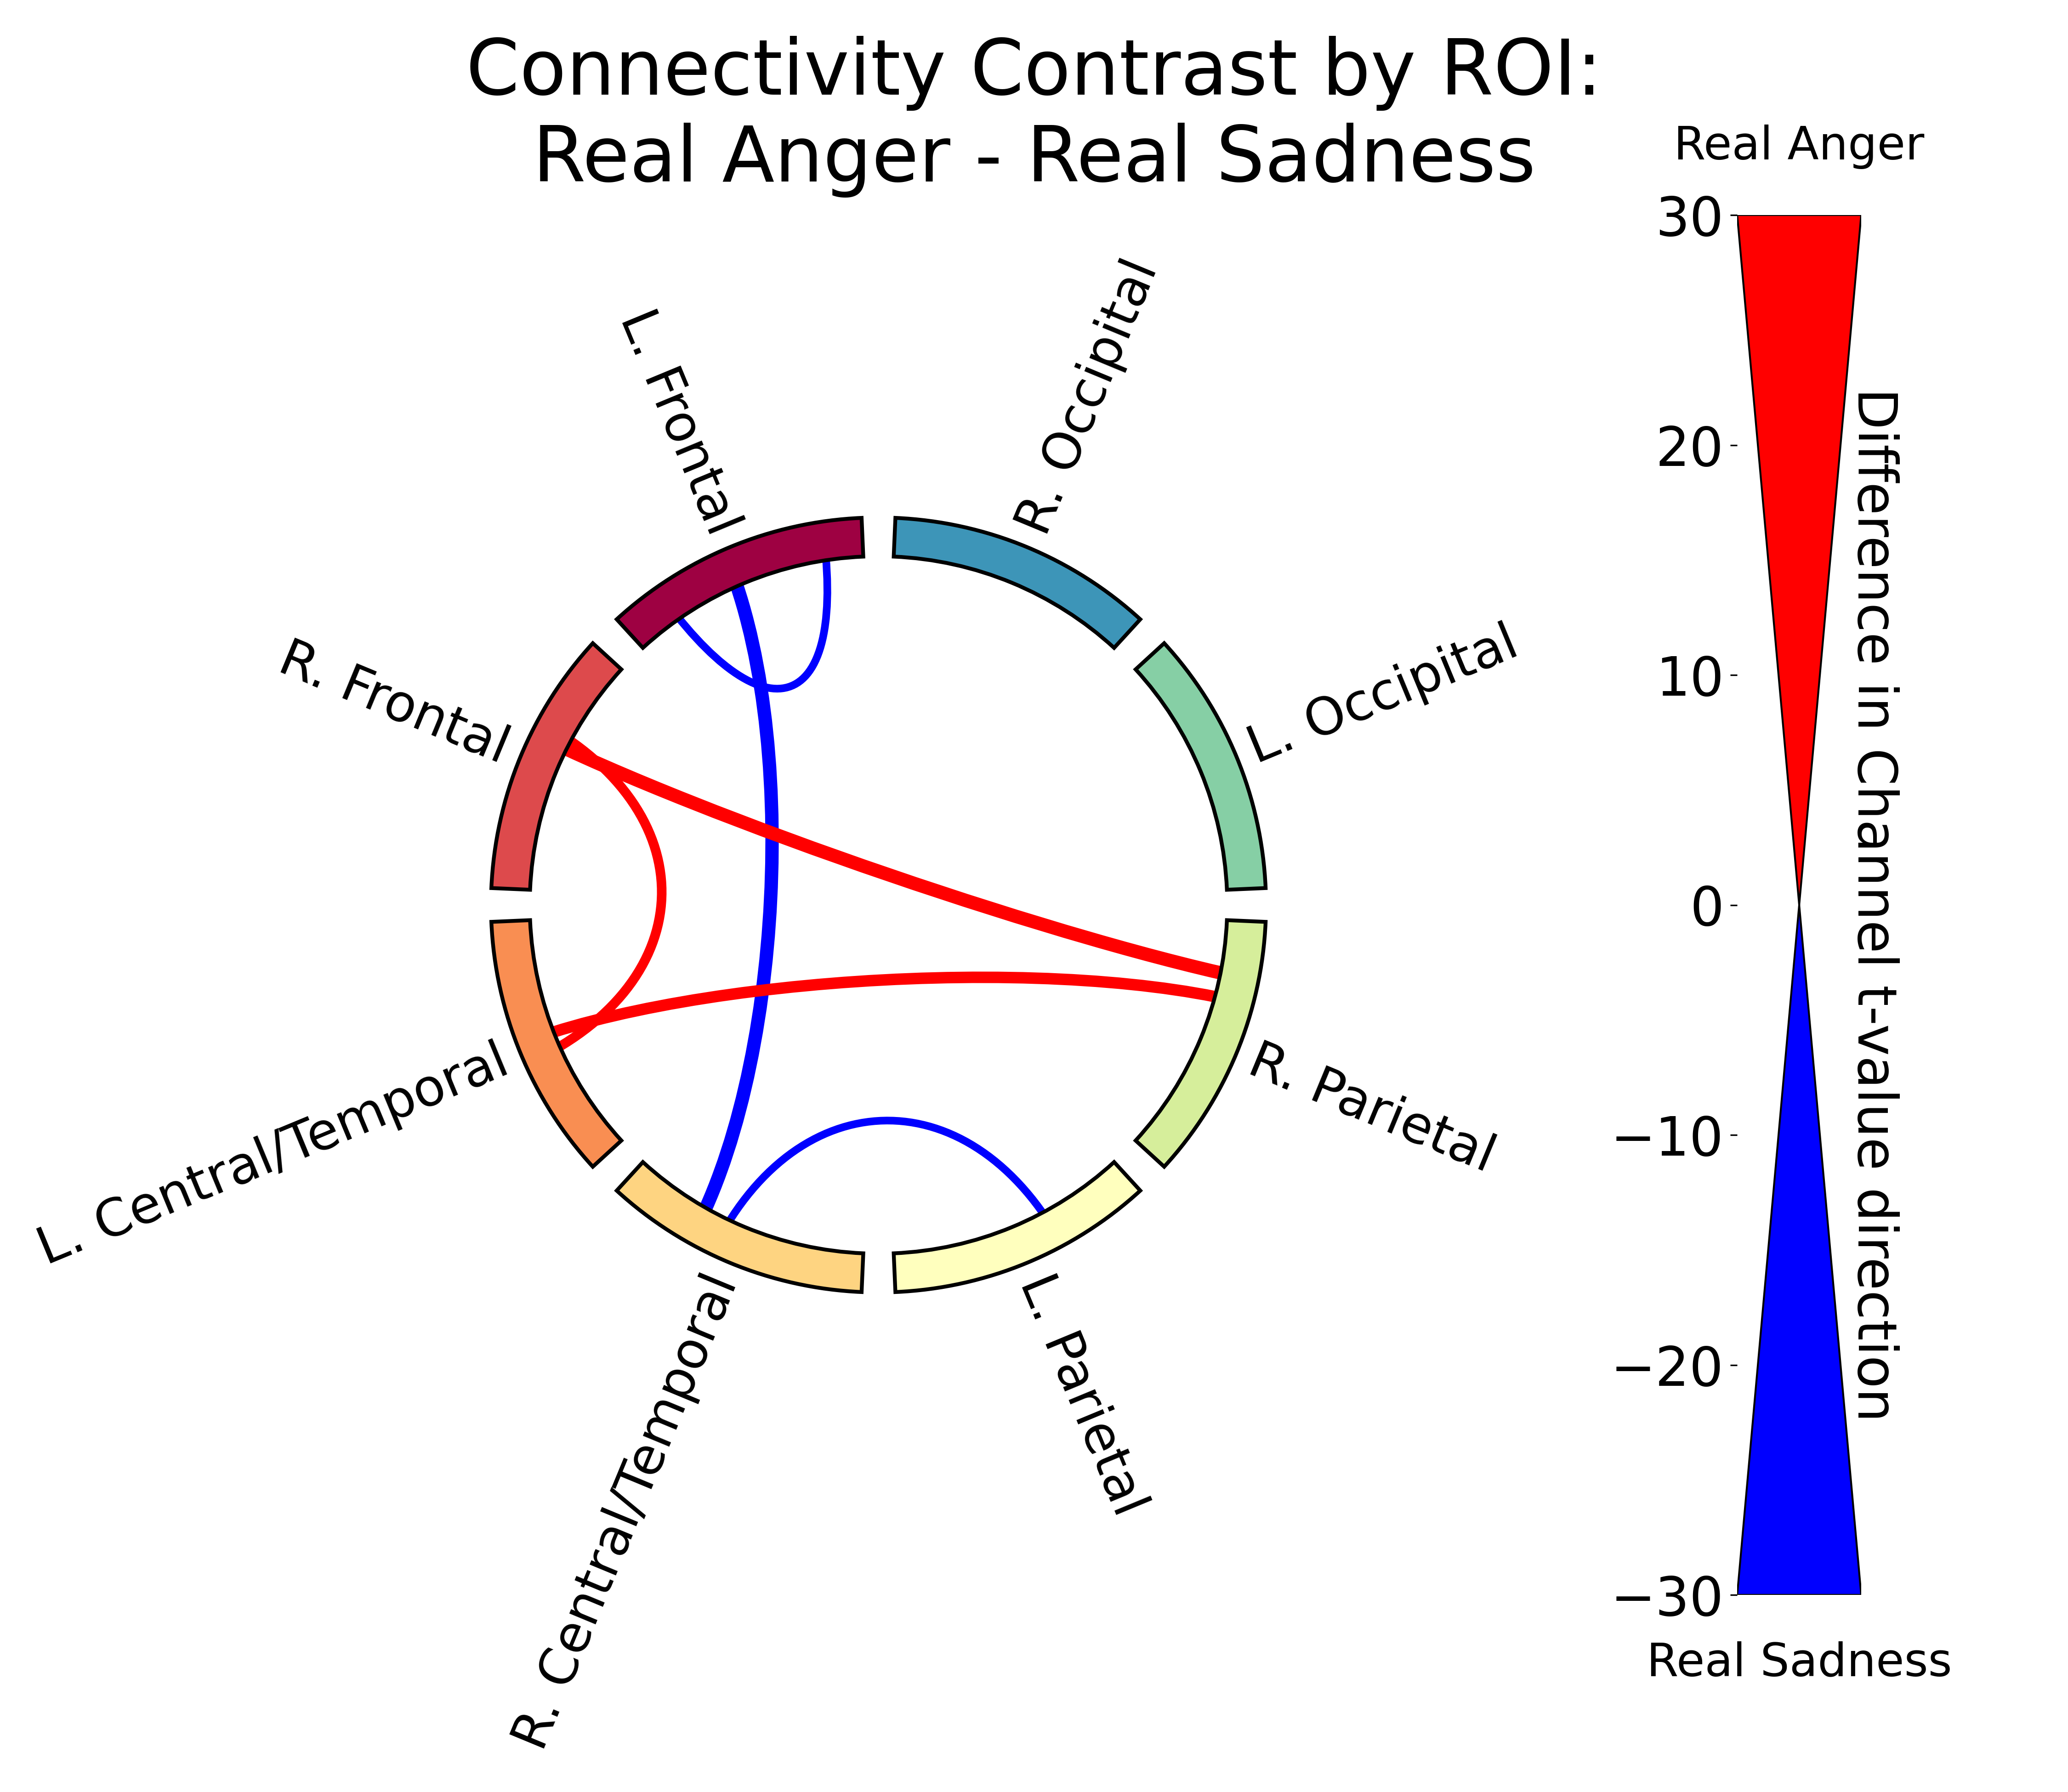 Connectivity Contrast by ROI:
Real Anger - Real Sadness
Real Anger
30
20
10
0
−10
−20
−30
Real Sadness
Difference in Channel t-value direction
L. Frontal
R. Occipital
R. Frontal
L. Occipital
L. Central/Temporal
R. Parietal
R. Central/Temporal
L. Parietal